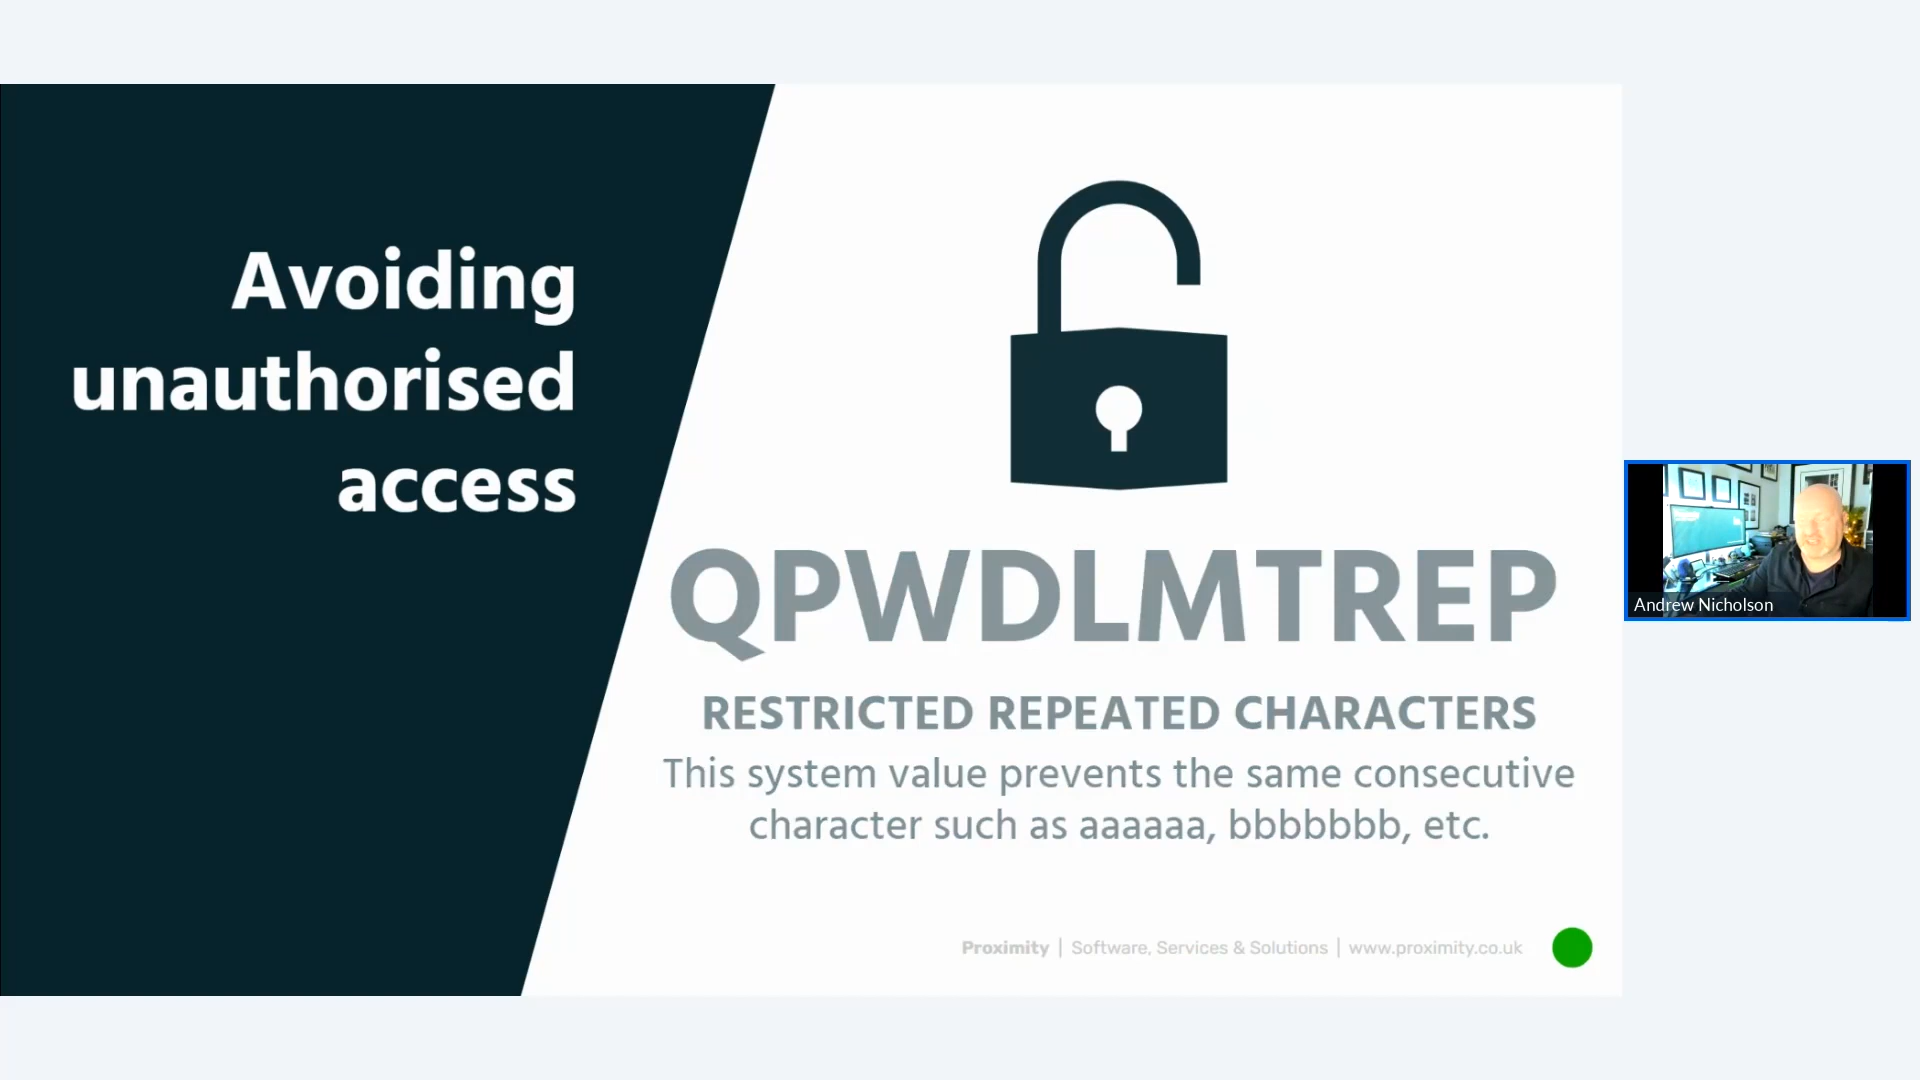 Avoiding
unauthorised
access
QPWDLMTREP
RESTRICTED REPEATED CHARACTERS
This system value prevents the same consecutive
character such as aaaaaa, bbbbbbb, etc.
Proximity | Software, Services & Solutions | www.proximity.co.uk
Andrew Nicholson